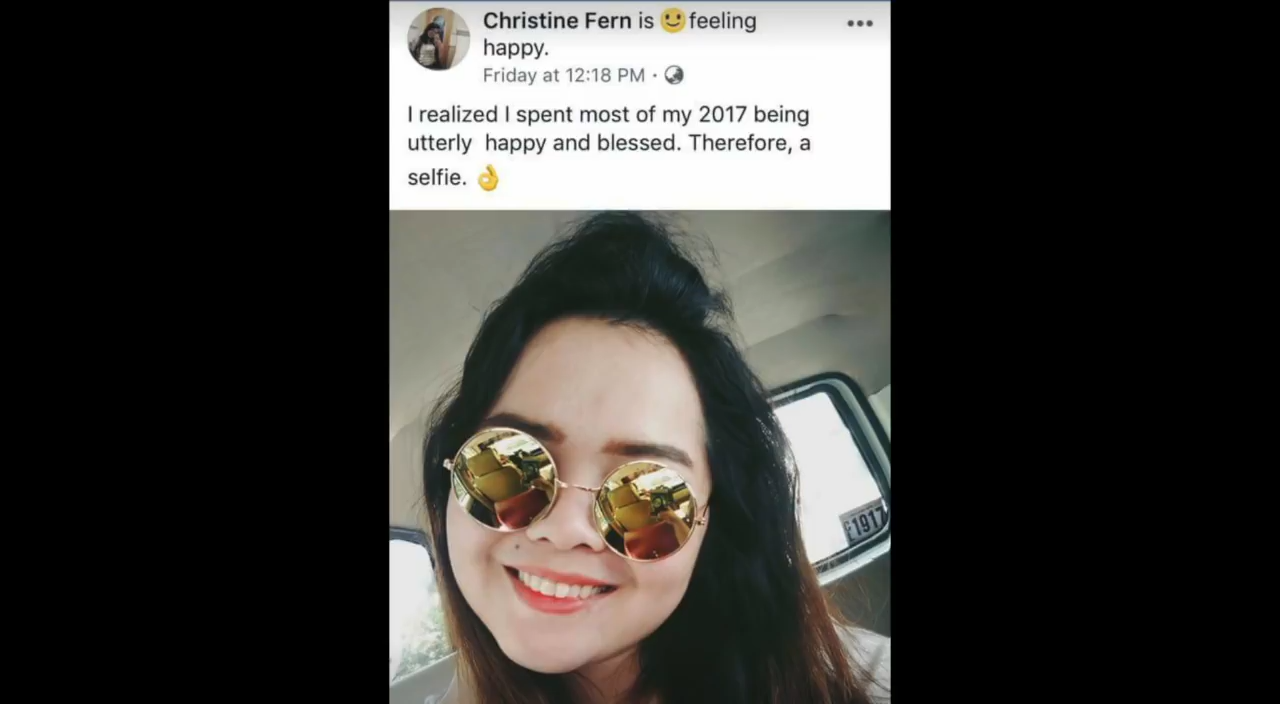 Christine Fern is 🙂 feeling
happy.
Friday at 12:18 PM ·
I realized I spent most of my 2017 being
utterly  happy and blessed. Therefore, a
selfie. 👌
1917